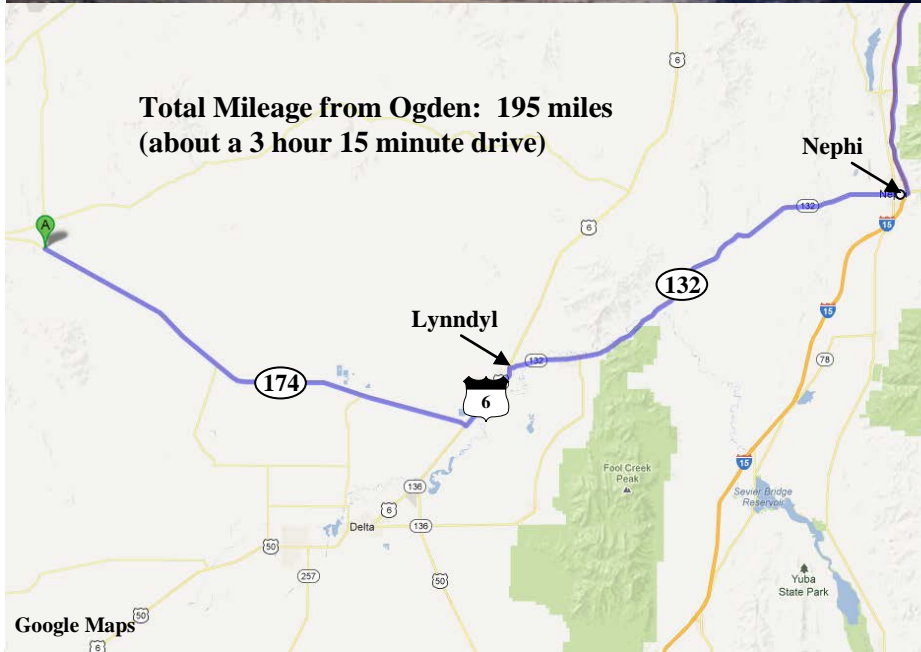 6
Total Mileage from Ogden: 195 miles
(about a 3 hour 15 minute drive)
Nephi
132
A
6
15
132
15
Lynndyl
132
78
174
6
15
Fool Creek
Peak
136
Sevier Bridge
Reservoir
6
Delta
136
50
257
50
Yuba
State Park
50
Google Maps
6